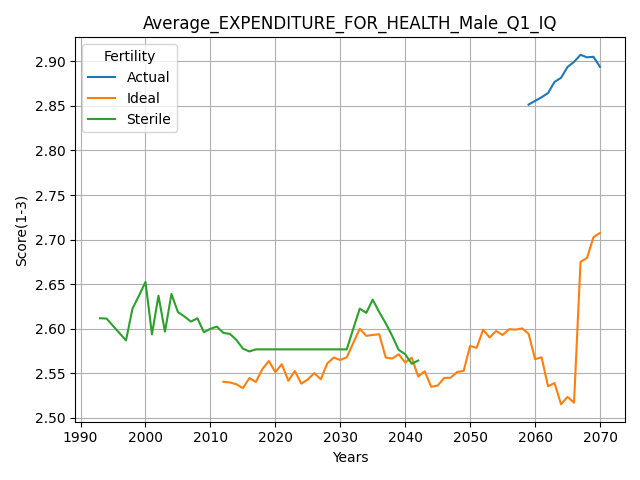 Average_EXPENDITURE_FOR_HEALTH_Male_Q1_IQ
Fertility
Actual
Ideal
Sterile
2.90
2.85
2.80
2.75
2.70
2.65
2.60
2.55
2.50
Score(1-3)
1990 2000 2010 2020 2030 2040 2050 2060 2070
Years